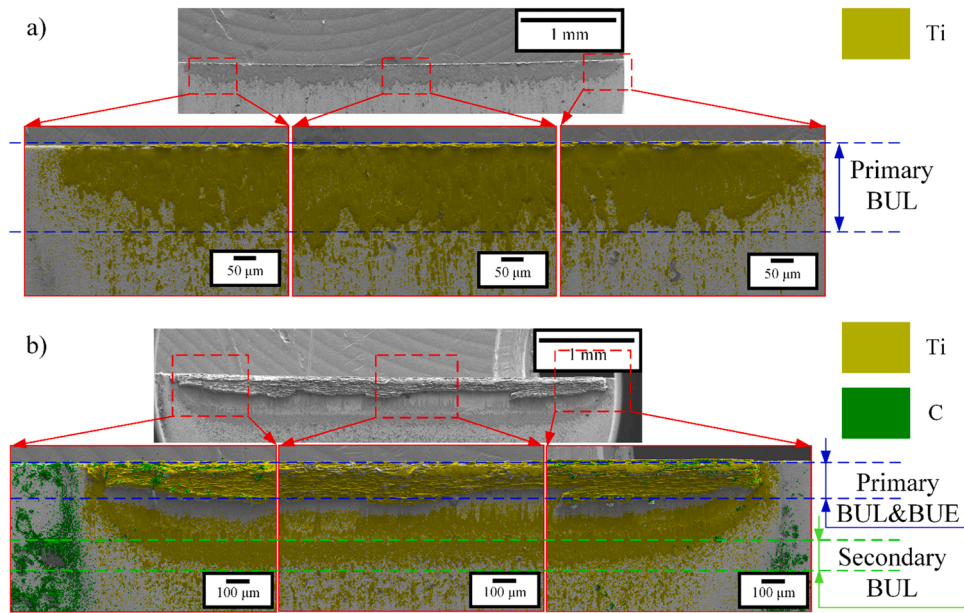 a)
1 mm
Ti
Primary
BUL
50 μm
50 μm
50 μm
b)
1 mm
Ti
C
Primary
BUL&BUE
Secondary
BUL
100 μm
100 μm
100 μm